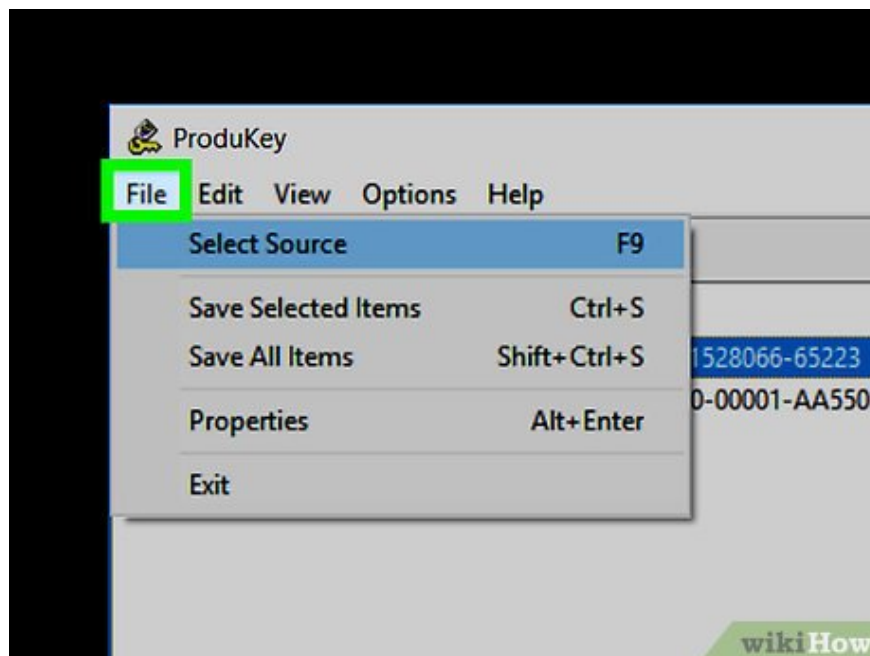 ProduKey
File Edit View Options Help
Select Source F9
Save Selected Items Ctrl+S
Save All Items Shift+Ctrl+S
1528066-65223
Properties Alt+Enter
0-00001-AA550
Exit
wikiHow